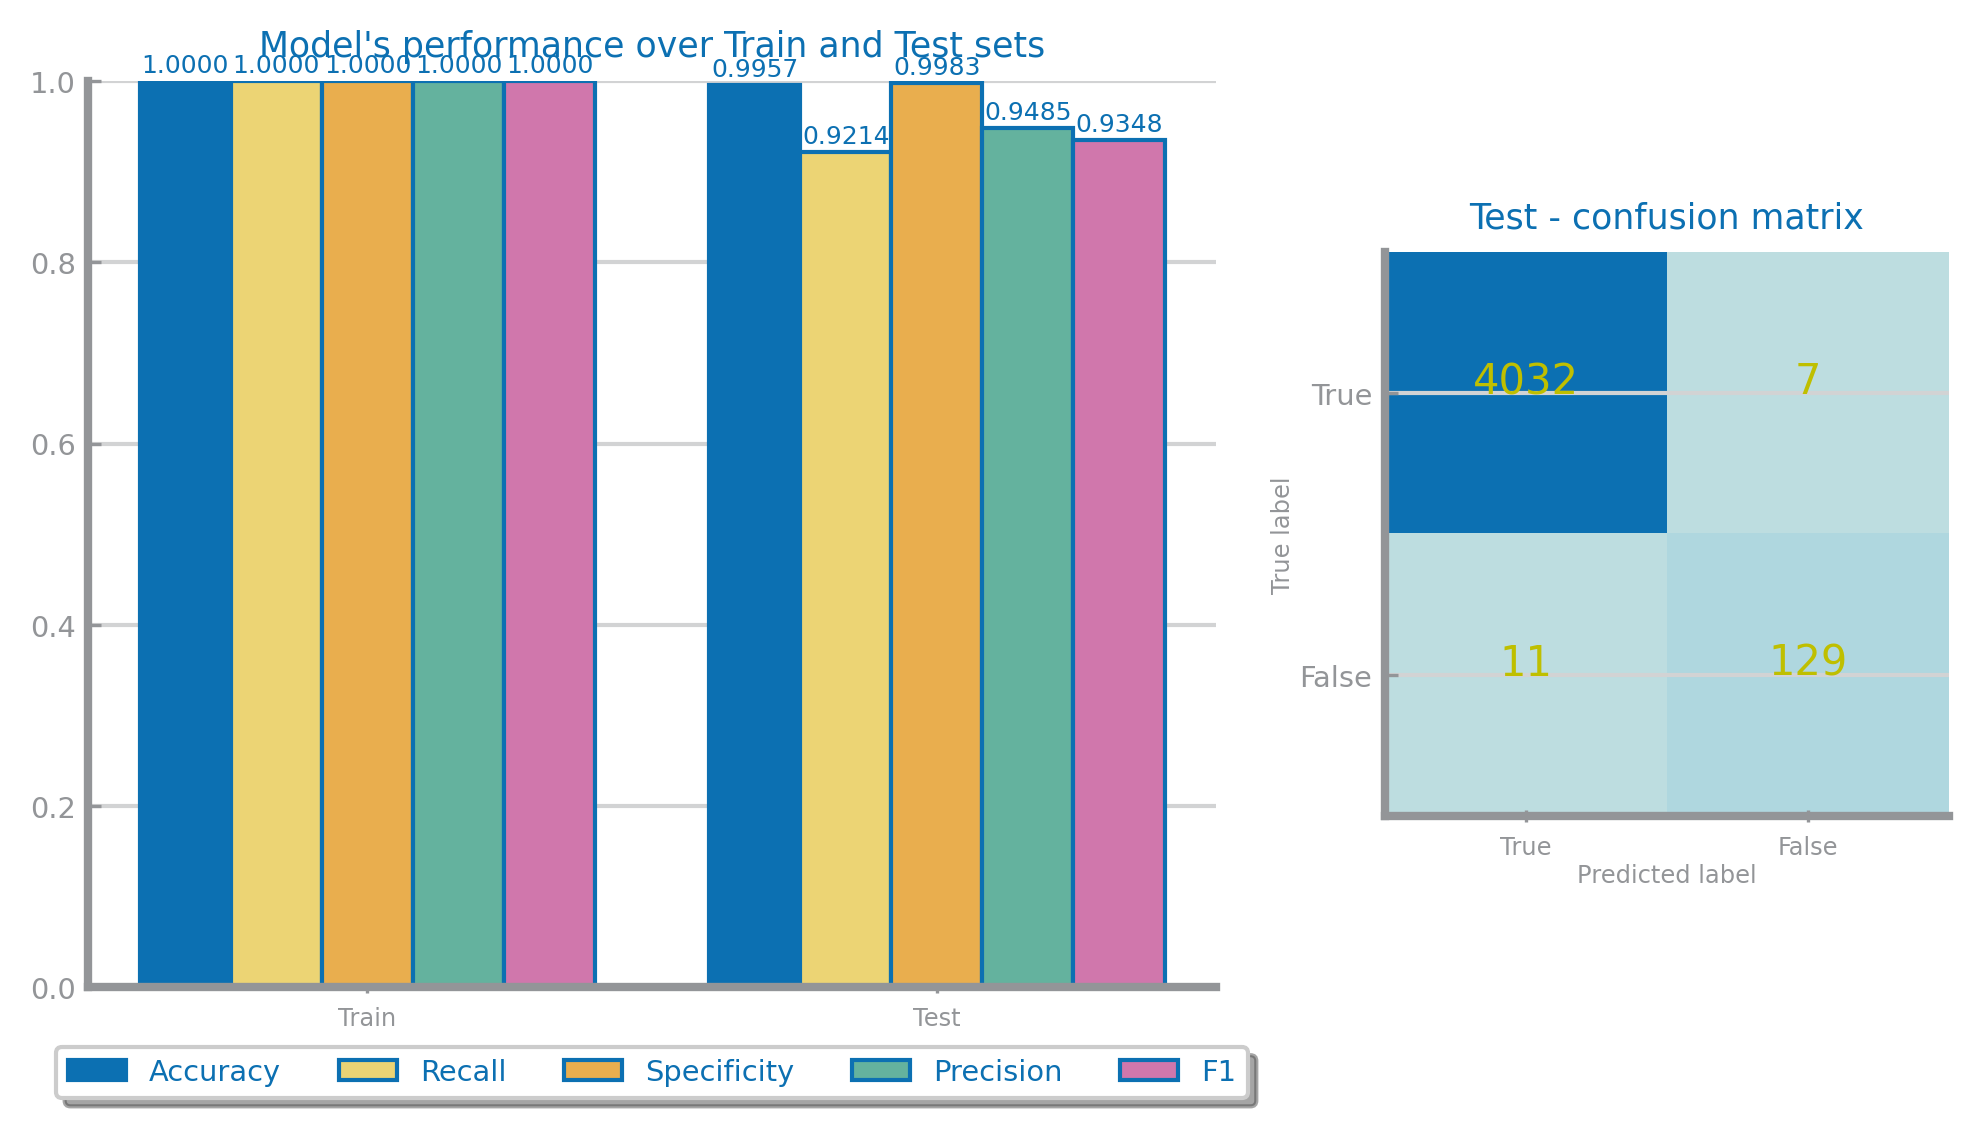 Model's performance over Train and Test sets
1.0000 1.0000 1.0000 1.0000 1.0000
0.9957 0.9214 0.9983 0.9485 0.9348
1.0
0.8
0.6
0.4
0.2
0.0
Train Test
Accuracy Recall Specificity Precision F1
Test - confusion matrix
True label
True 4032 7
False 11 129
True False
Predicted label